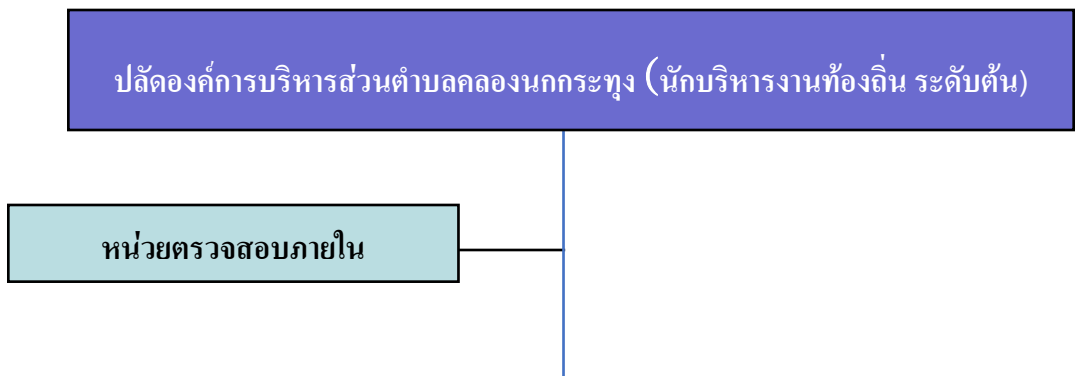 ปลัดองค์การบริหารส่วนตำบลคลองนกกระทุง (นักบริหารงานท้องถิ่น ระดับต้น)
หน่วยตรวจสอบภายใน